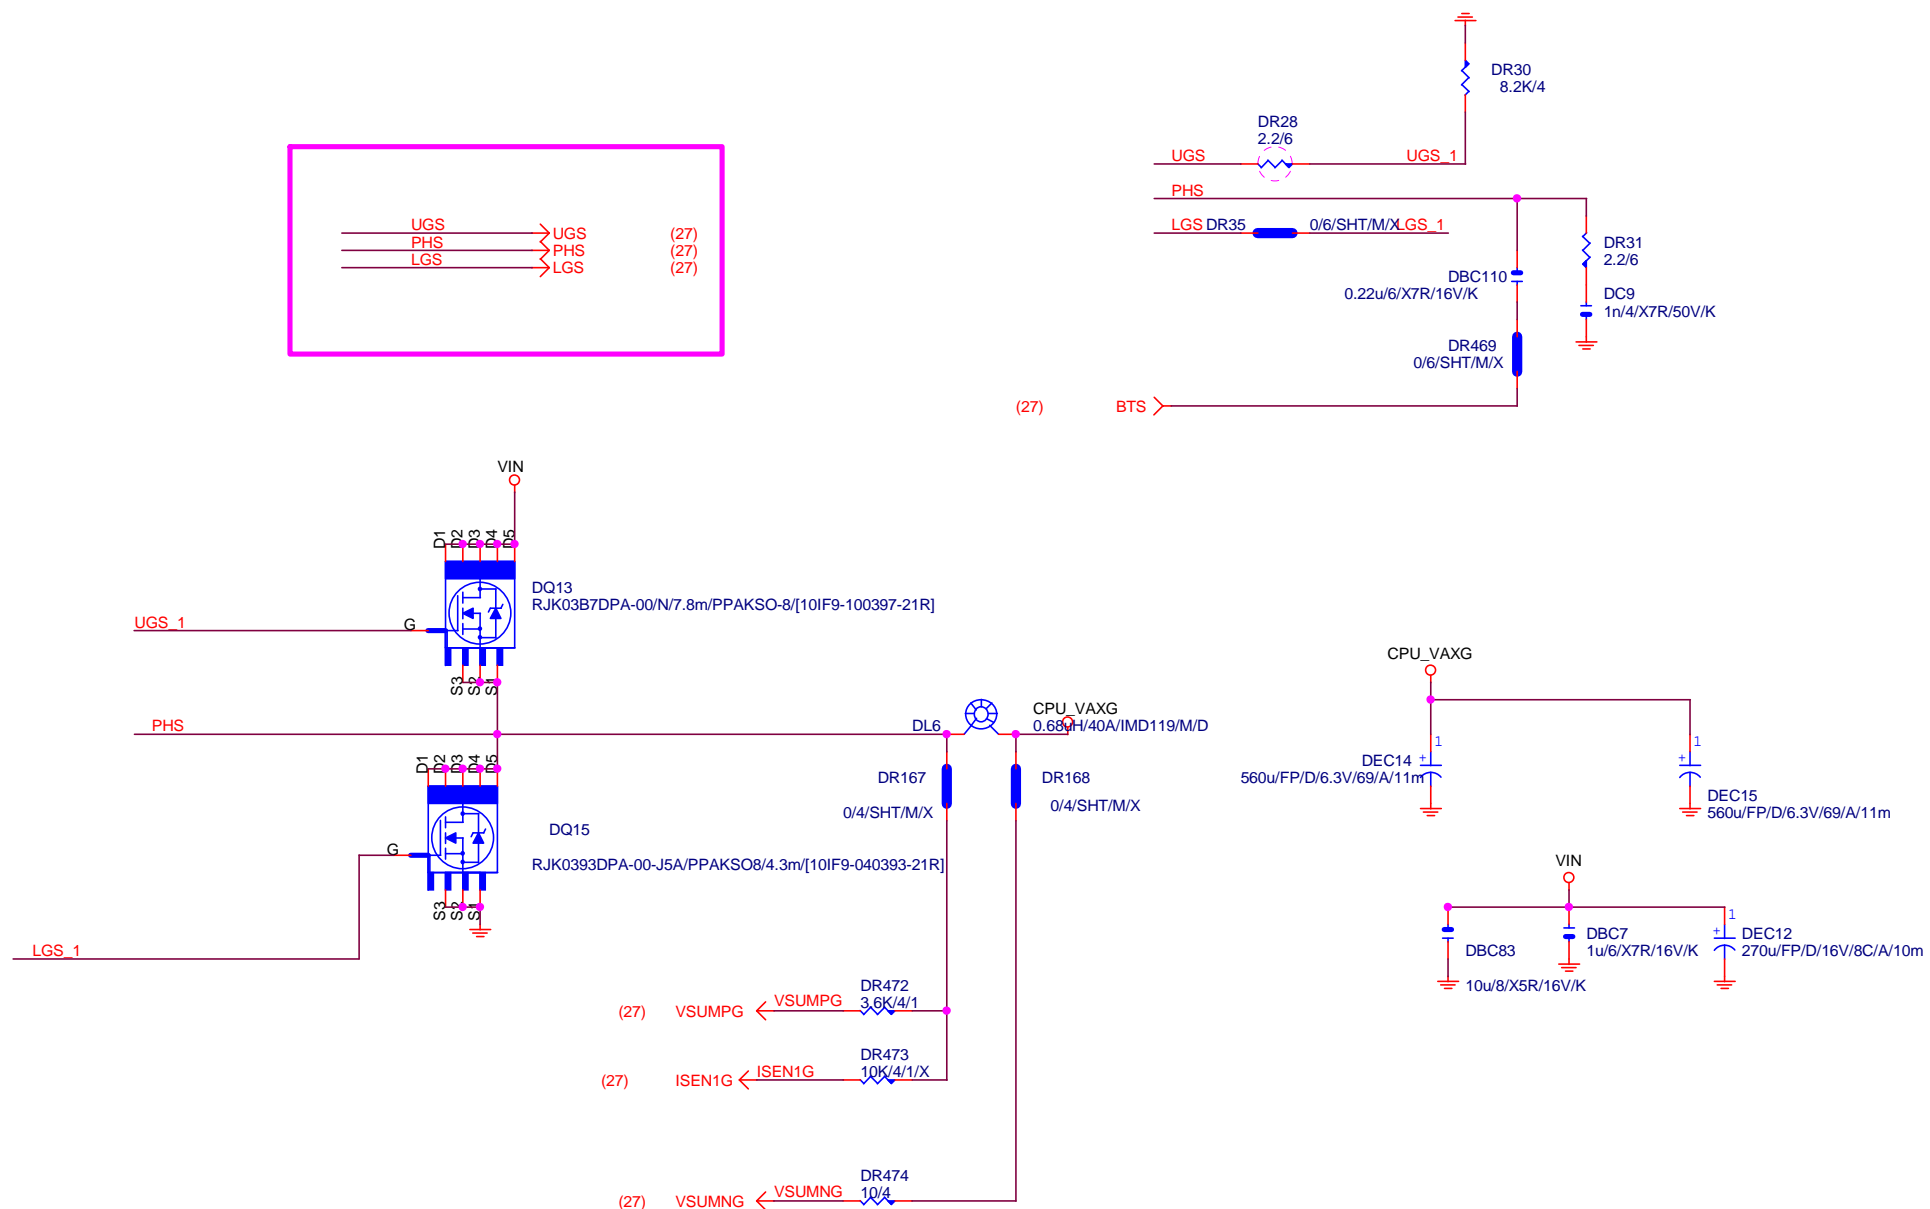 DR30
8.2K/4
DR28
2.2/6
UGS
UGS_1
PHS
LGS
DR35
0/6/SHT/M/X
LGS_1
UGS
UGS
(27)
PHS
PHS
(27)
LGS
LGS
(27)
DR31
2.2/6
DBC110
0.22u/6/X7R/16V/K
DC9
1n/4/X7R/50V/K
DR469
0/6/SHT/M/X
(27)
BTS
VIN
D1
D2
D3
D4
D5
DQ13
RJK03B7DPA-00/N/7.8m/PPAKSO-8/[10IF9-100397-21R]
UGS_1
G
S3
S2
S1
PHS
DL6
CPU_VAXG
0.68uH/40A/IMD119/M/D
D1
D2
D3
D4
D5
DR167
0/4/SHT/M/X
DR168
0/4/SHT/M/X
DQ15
RJK0393DPA-00-J5A/PPAKSO8/4.3m/[10IF9-040393-21R]
G
S3
S2
S1
LGS_1
CPU_VAXG
1
+
DEC14
560u/FP/D/6.3V/69/A/11m
1
+
DEC15
560u/FP/D/6.3V/69/A/11m
VIN
DBC83
10u/8/X5R/16V/K
DBC7
1u/6/X7R/16V/K
1
+
DEC12
270u/FP/D/16V/8C/A/10m
(27)
VSUMPG
VSUMPG
DR472
3.6K/4/1
(27)
ISEN1G
ISEN1G
DR473
10K/4/1/X
(27)
VSUMNG
VSUMNG
DR474
10/4